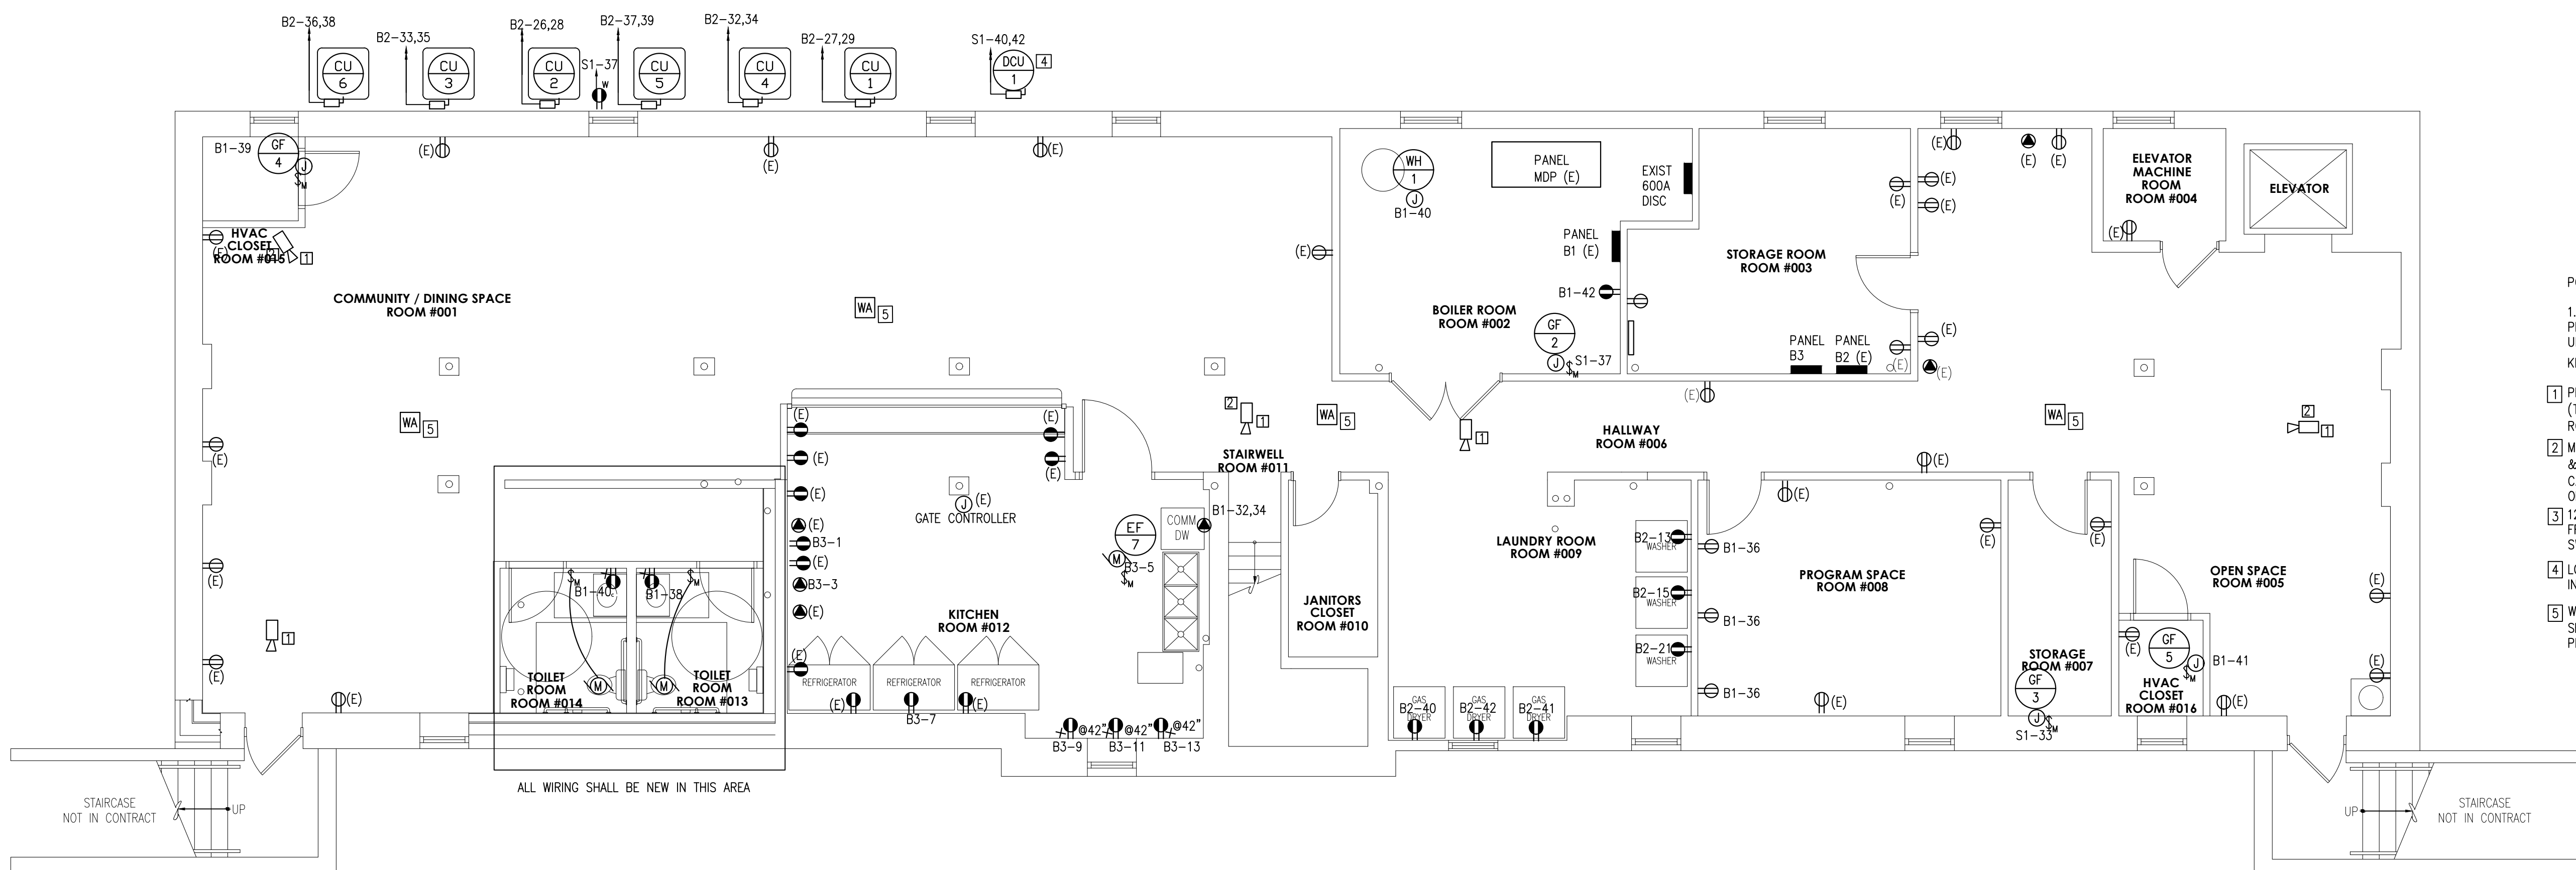 B2-36,38
B2-33,35
B2-26,28
B2-37,39
B2-32,34
B2-27,29
S1-40,42
S1-37
W
CU
6
CU
3
CU
2
CU
5
CU
4
CU
1
DCU
1
4
B1-39
GF
4
J
$M
(E)
(E)
(E)
HVAC
CLOSET
ROOM #015
(E)
2
1
COMMUNITY / DINING SPACE
ROOM #001
WA
5
WA
5
(E)
(E)
(E)
(E)
(E)
1
WH
1
J
B1-40
PANEL
MDP (E)
EXIST
600A
DISC
PANEL
B1 (E)
B1-42
BOILER ROOM
ROOM #002
GF
2
J
S1-37
$M
STORAGE ROOM
ROOM #003
PANEL
B3
PANEL
B2 (E)
(E)
(E)
(E)
(E)
(E)
(E)
(E)
(E)
(E)
(E)
(E)
ELEVATOR
MACHINE
ROOM
ROOM #004
(E)
ELEVATOR
2
1
STAIRWELL
ROOM #011
WA
5
1
HALLWAY
ROOM #006
WA
5
2
1
(E)
(E)
(E)
(E)
(E)
(E)
(E)
(E)
J
(E)
GATE CONTROLLER
EF
7
M
B3-5
$M
COMM
DW
B1-32,34
B3-1
(E)
B3-3
(E)
(E)
KITCHEN
ROOM #012
REFRIGERATOR
REFRIGERATOR
REFRIGERATOR
(E)
B3-7
(E)
@42"
@42"
@42"
B3-9
B3-11
B3-13
$M
$M
B1-40
B1-38
M
M
TOILET
ROOM
ROOM #014
TOILET
ROOM
ROOM #013
ALL WIRING SHALL BE NEW IN THIS AREA
JANITORS
CLOSET
ROOM #010
LAUNDRY ROOM
ROOM #009
B2-13
WASHER
B2-15
WASHER
B2-21
WASHER
GAS
B2-40
DRYER
GAS
B2-42
DRYER
GAS
B2-41
DRYER
B1-36
B1-36
B1-36
(E)
(E)
(E)
PROGRAM SPACE
ROOM #008
(E)
STORAGE
ROOM #007
GF
3
J
$M
S1-33
OPEN SPACE
ROOM #005
(E)
(E)
(E)
GF
5
J
B1-41
$M
HVAC
CLOSET
ROOM #016
(E)
STAIRCASE
NOT IN CONTRACT
UP
UP
STAIRCASE
NOT IN CONTRACT
1.
1
2
3
4
5